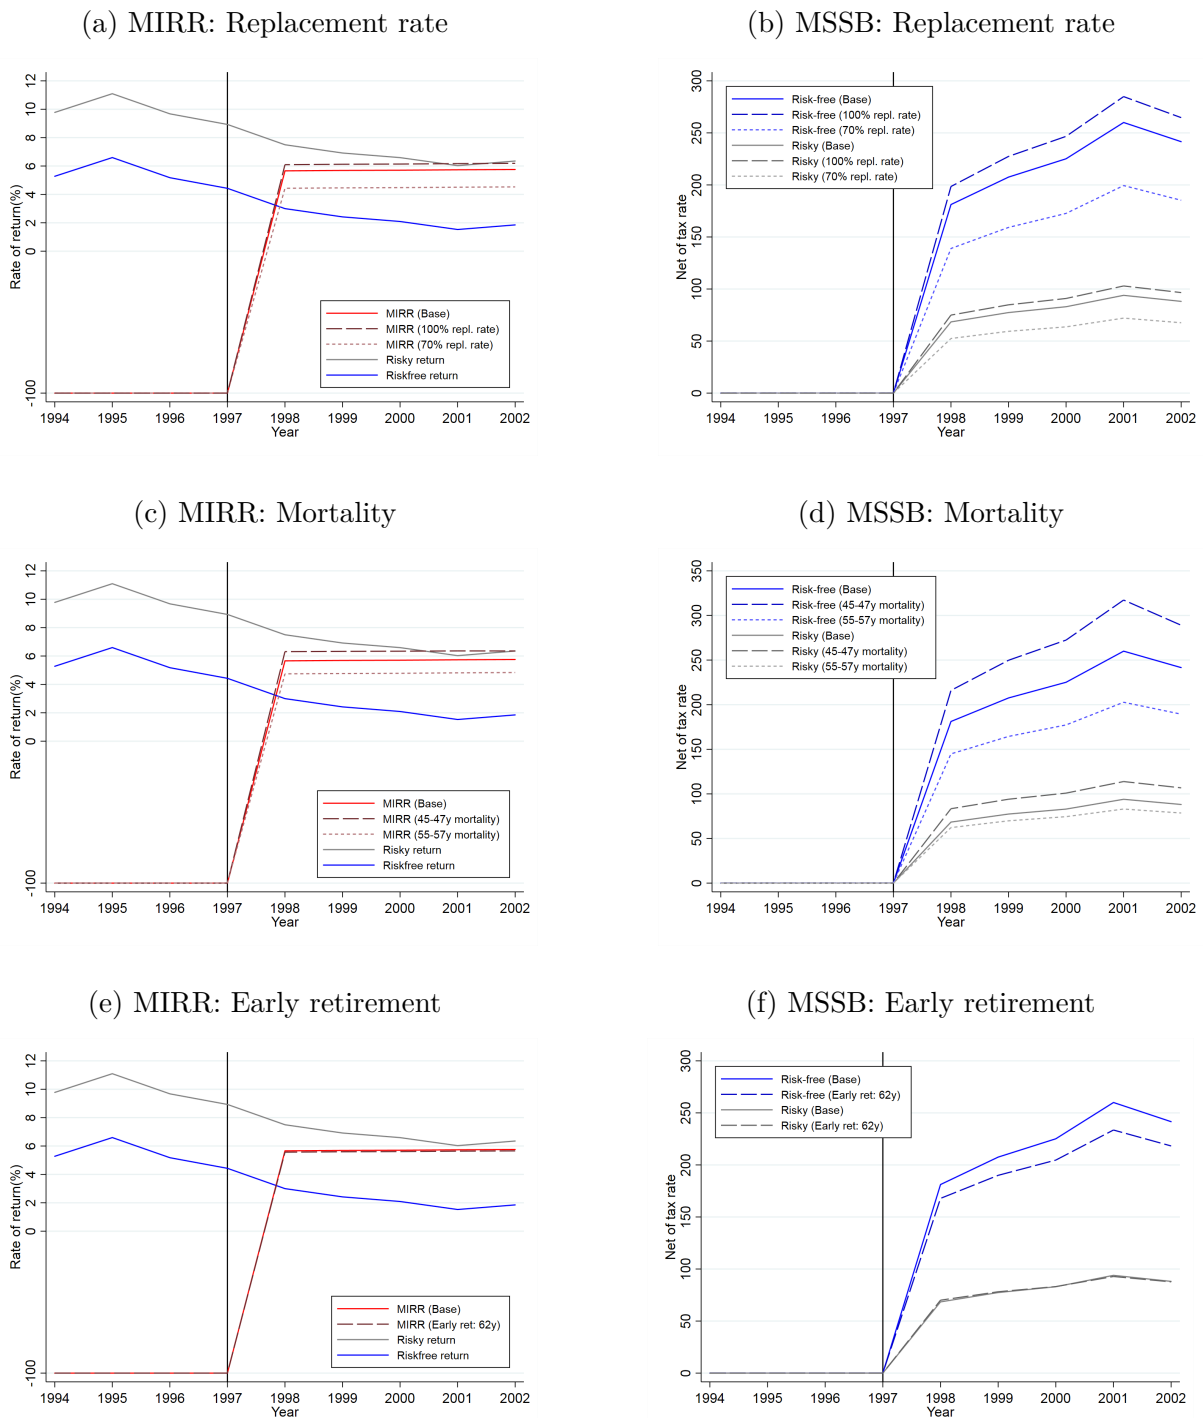 (a) MIRR: Replacement rate
Rate of return(%)
12
10
8
6
4
2
0
-100
MIRR (Base)
MIRR (100% repl. rate)
MIRR (70% repl. rate)
Risky return
Riskfree return
1994 1995 1996 1997 1998 1999 2000 2001 2002
Year
(b) MSSB: Replacement rate
Net of tax rate
300
250
200
150
100
50
0
Risk-free (Base)
Risk-free (100% repl. rate)
Risk-free (70% repl. rate)
Risky (Base)
Risky (100% repl. rate)
Risky (70% repl. rate)
1994 1995 1996 1997 1998 1999 2000 2001 2002
Year
(c) MIRR: Mortality
Rate of return(%)
12
10
8
6
4
2
0
-100
MIRR (Base)
MIRR (45-47y mortality)
MIRR (55-57y mortality)
Risky return
Riskfree return
1994 1995 1996 1997 1998 1999 2000 2001 2002
Year
(d) MSSB: Mortality
Net of tax rate
350
300
250
200
150
100
50
0
Risk-free (Base)
Risk-free (45-47y mortality)
Risk-free (55-57y mortality)
Risky (Base)
Risky (45-47y mortality)
Risky (55-57y mortality)
1994 1995 1996 1997 1998 1999 2000 2001 2002
Year
(e) MIRR: Early retirement
Rate of return(%)
12
10
8
6
4
2
0
-100
MIRR (Base)
MIRR (Early ret: 62y)
Risky return
Riskfree return
1994 1995 1996 1997 1998 1999 2000 2001 2002
Year
(f) MSSB: Early retirement
Net of tax rate
300
250
200
150
100
50
0
Risk-free (Base)
Risk-free (Early ret: 62y)
Risky (Base)
Risky (Early ret: 62y)
1994 1995 1996 1997 1998 1999 2000 2001 2002
Year